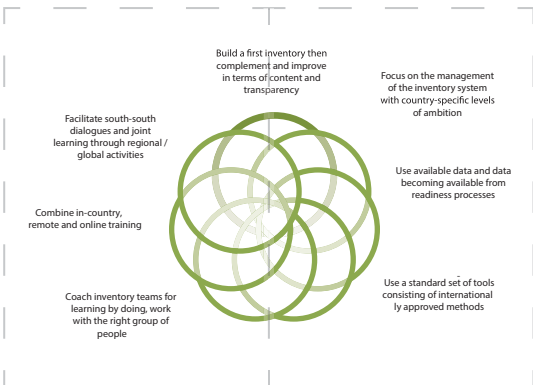 Build a first inventory then
complement and improve
in terms of content and
transparency
Focus on the management
of the inventory system
with country-specific levels
of ambition
Use available data and data
becoming available from
readiness processes
Use a standard set of tools
consisting of international
ly approved methods
Coach inventory teams for
learning by doing, work
with the right group of
people
Combine in-country,
remote and online training
Facilitate south-south
dialogues and joint
learning through regional /
global activities